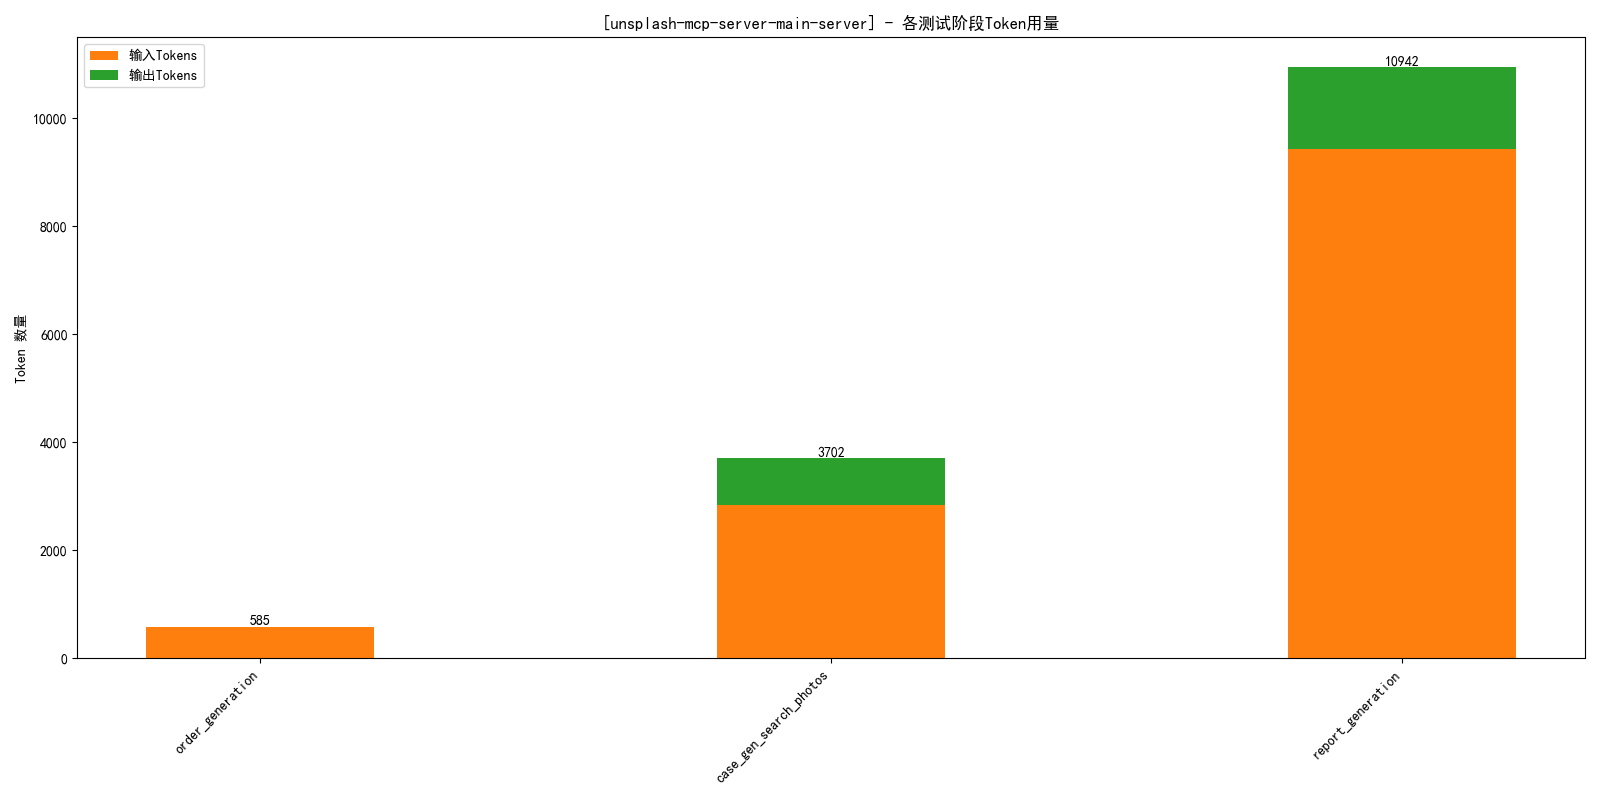 [unsplash-mcp-server-main-server] - 各测试阶段Token用量
输入Tokens
输出Tokens
Token 数量
10000
8000
6000
4000
2000
0
585
3702
10942
order_generation
case_gen_search_photos
report_generation